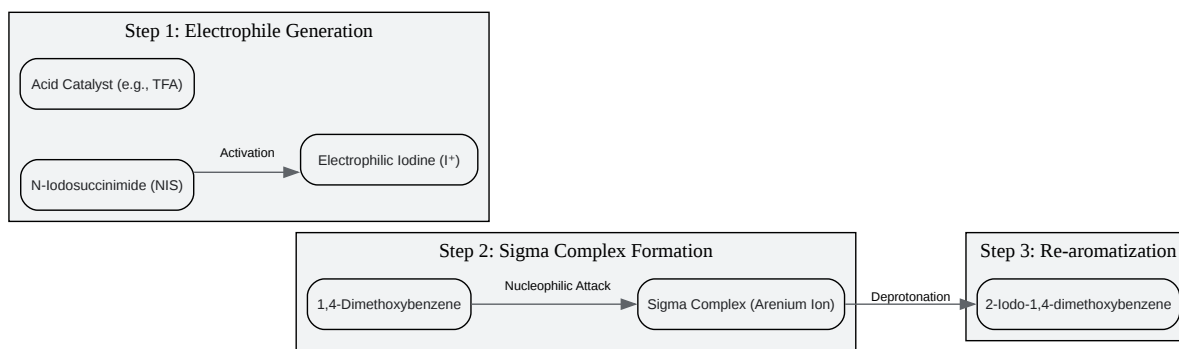 Step 1: Electrophile Generation
Acid Catalyst (e.g., TFA)
Activation
Electrophilic Iodine (I⁺)
N-Iodosuccinimide (NIS)
Step 2: Sigma Complex Formation
Step 3: Re-aromatization
1,4-Dimethoxybenzene
Nucleophilic Attack
Sigma Complex (Arenium Ion)
Deprotonation
2-Iodo-1,4-dimethoxybenzene